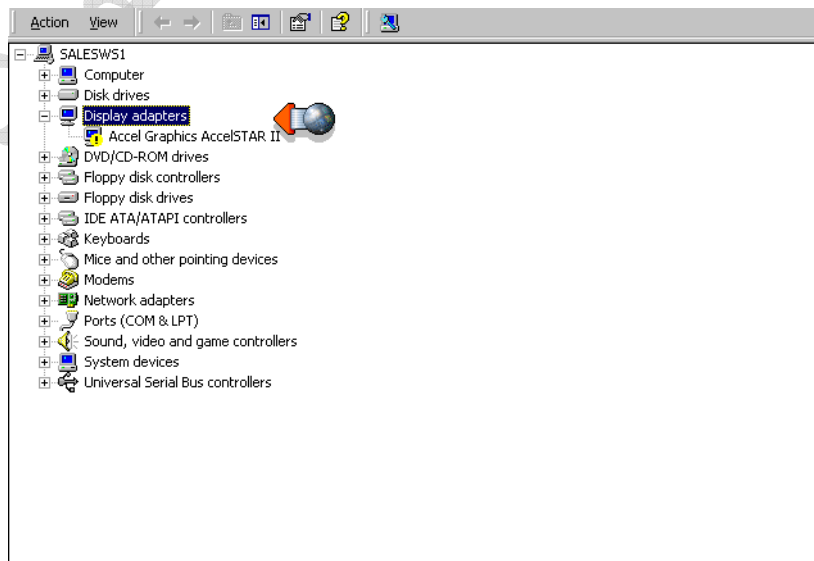 Action View
SALESWS1
Computer
Disk drives
Display adapters
Accel Graphics AccelSTAR II
DVD/CD-ROM drives
Floppy disk controllers
Floppy disk drives
IDE ATA/ATAPI controllers
Keyboards
Mice and other pointing devices
Modems
Network adapters
Ports (COM & LPT)
Sound, video and game controllers
System devices
Universal Serial Bus controllers